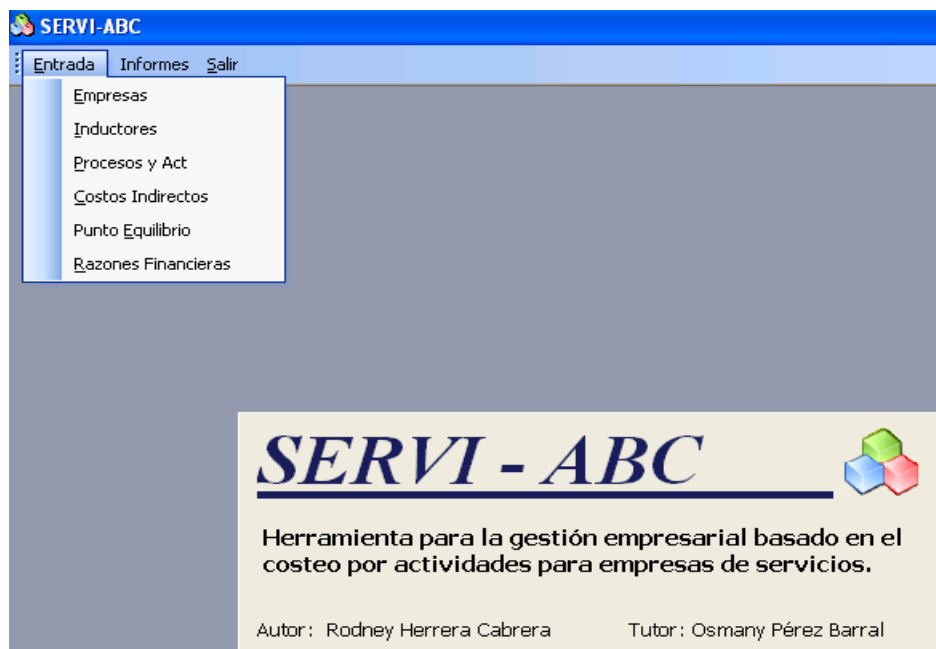 SERVI-ABC
Entrada Informes Salir
Empresas
Inductores
Procesos y Act
Costos Indirectos
Punto Equilibrio
Razones Financieras
SERVI - ABC
Herramienta para la gestión empresarial basado en el
costeo por actividades para empresas de servicios.
Autor: Rodney Herrera Cabrera Tutor: Osmany Pérez Barral